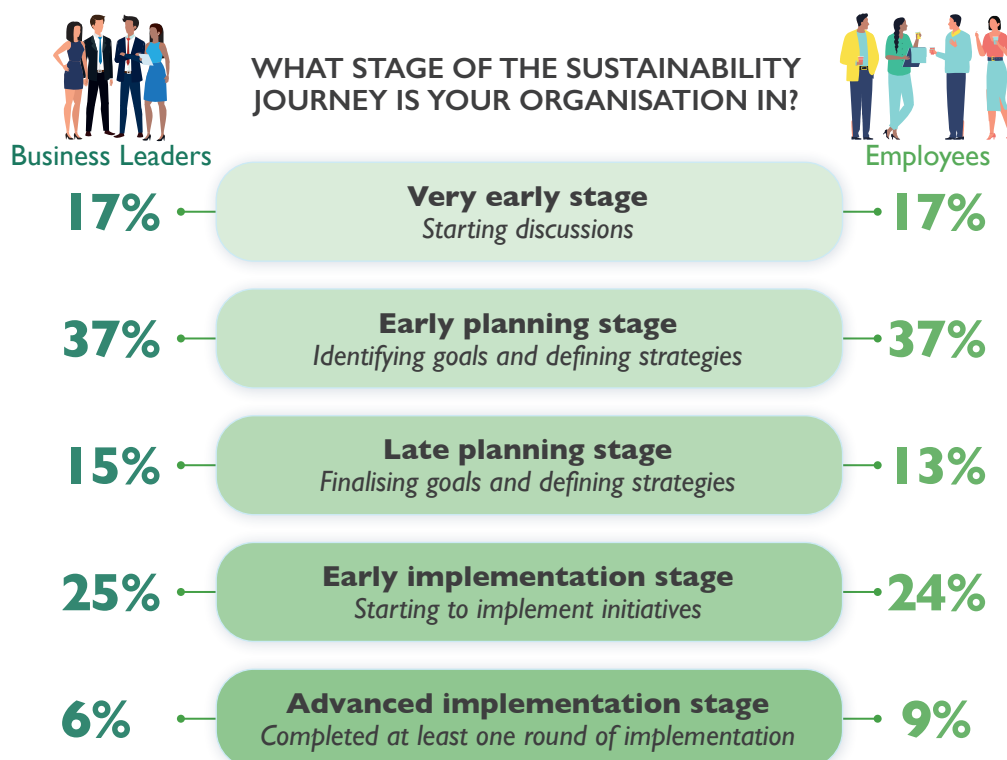 WHAT STAGE OF THE SUSTAINABILITY
JOURNEY IS YOUR ORGANISATION IN?
Business Leaders
Employees
17%
Very early stage
Starting discussions
17%
37%
Early planning stage
Identifying goals and defining strategies
37%
15%
Late planning stage
Finalising goals and defining strategies
13%
25%
Early implementation stage
Starting to implement initiatives
24%
6%
Advanced implementation stage
Completed at least one round of implementation
9%